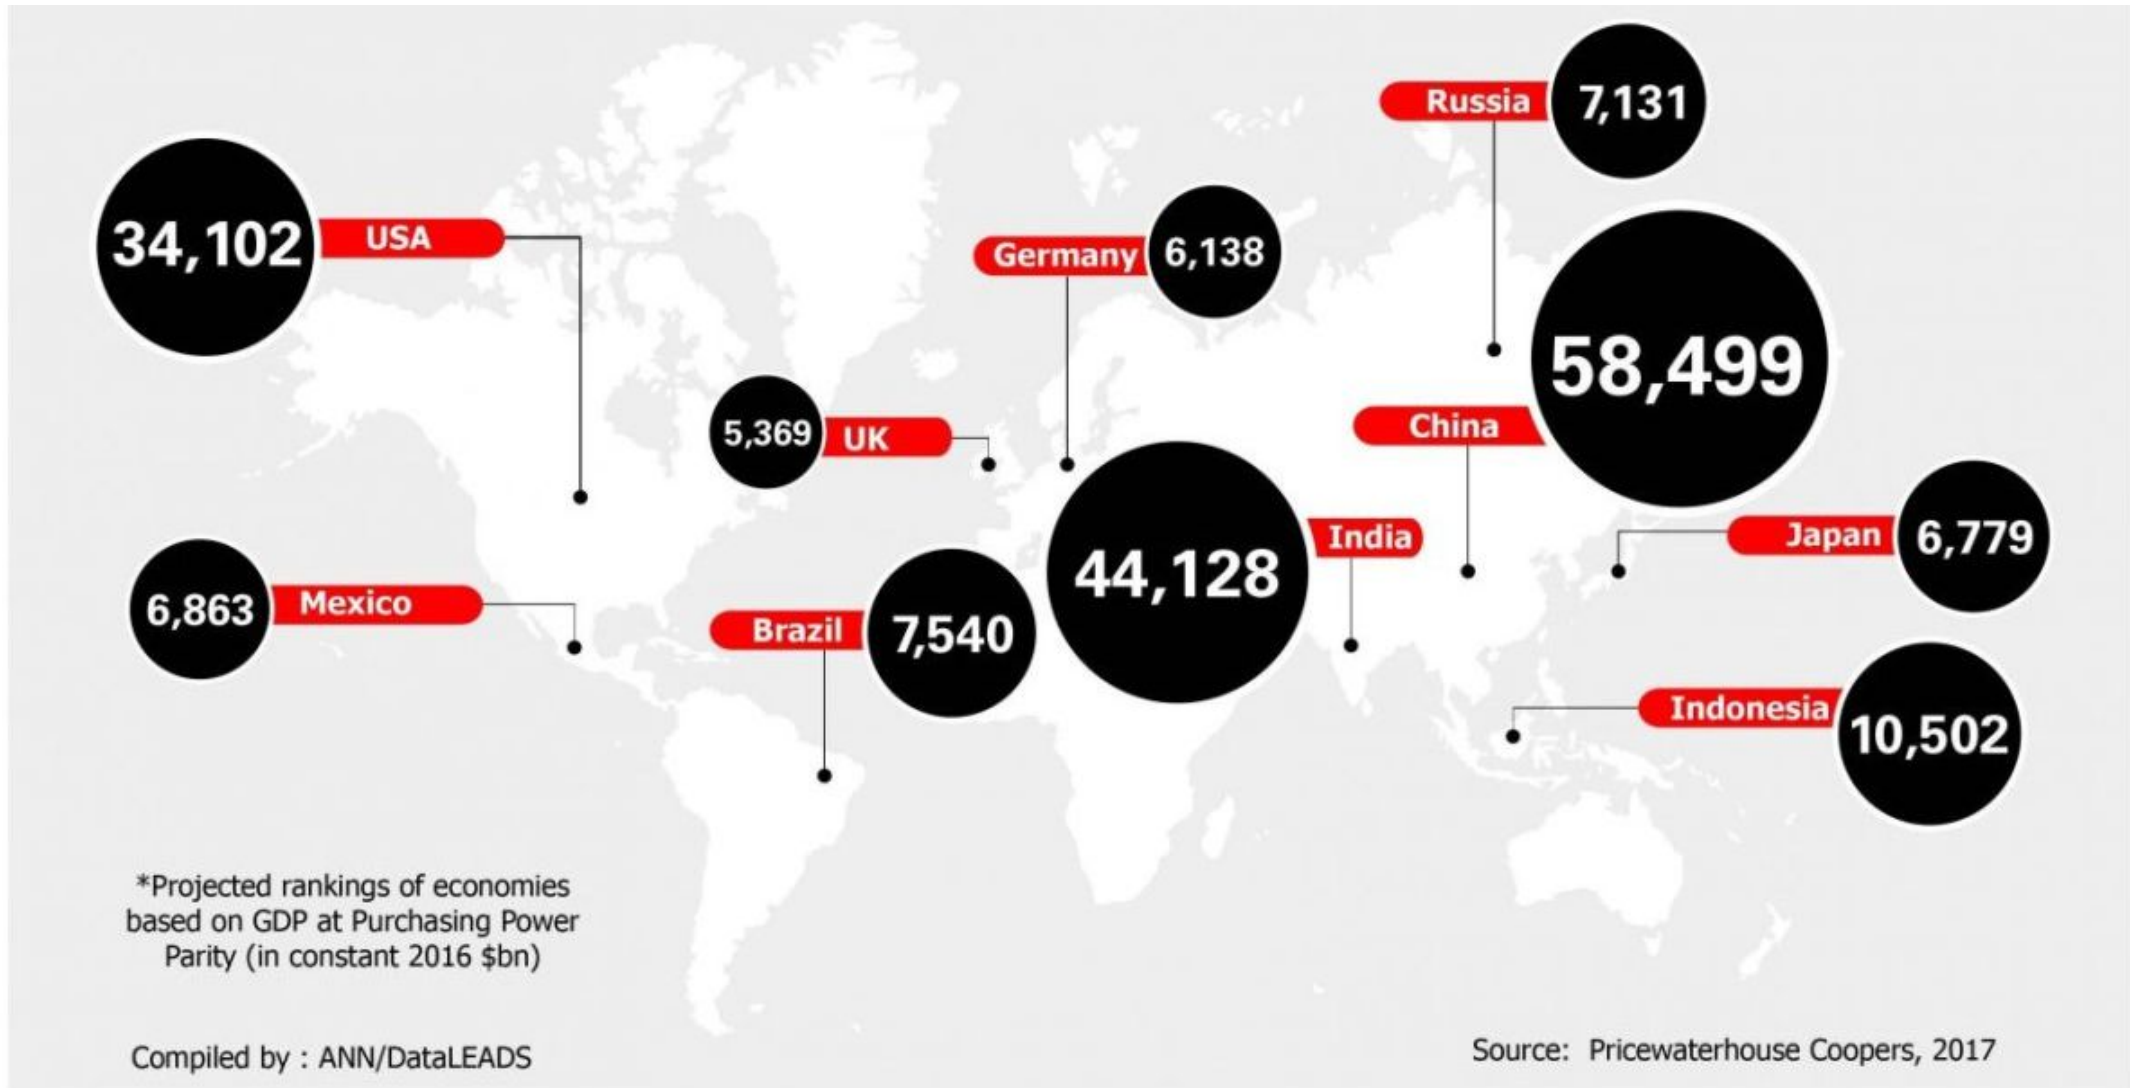 Russia 7,131
34,102 USA
Germany 6,138
58,499
China
5,369 UK
India
44,128
Japan 6,779
6,863 Mexico
Brazil 7,540
Indonesia 10,502
*Projected rankings of economies
based on GDP at Purchasing Power
Parity (in constant 2016 $bn)
Compiled by : ANN/DataLEADS
Source: Pricewaterhouse Coopers, 2017